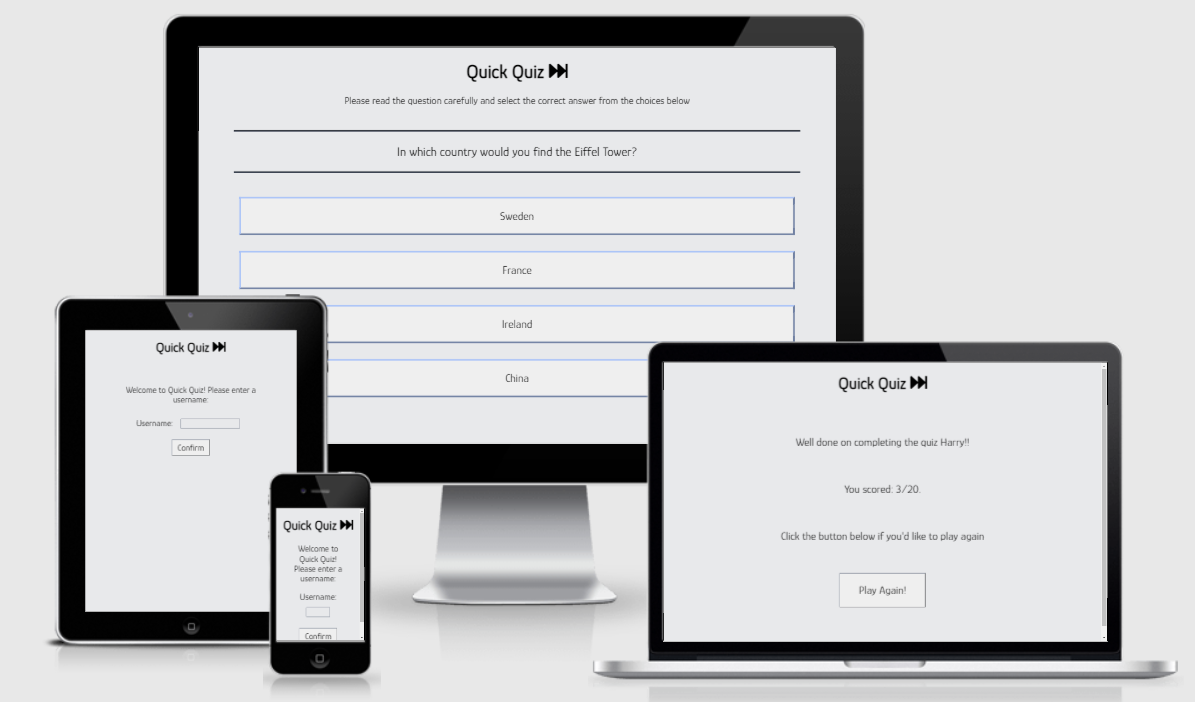 Quick Quiz
Please read the question carefully and select the correct answer from the choices below
In which country would you find the Eiffel Tower?
Sweden
France
Ireland
China
Quick Quiz
Welcome to Quick Quiz! Please enter a
username:
Username:
Confirm
Quick Quiz
Welcome to
Quick Quiz!
Please enter a
username:
Username:
Confirm
Quick Quiz
Well done on completing the quiz Harry!!
You scored: 3/20.
Click the button below if you'd like to play again
Play Again!